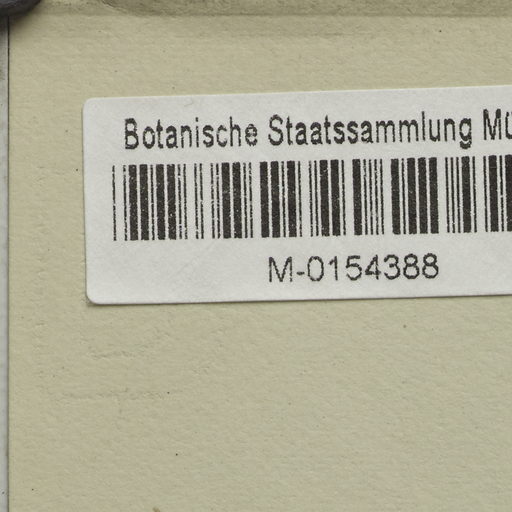 Botanische Staatssammlung Mü
M-0154388